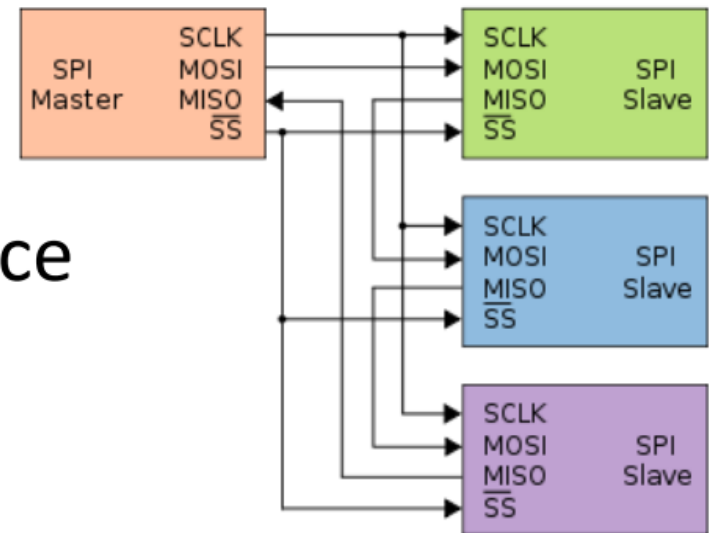 SPI
Master
SCLK
MOSI
MISO
SS
SCLK
MOSI
MISO
SS
SPI
Slave
ce
SCLK
MOSI
MISO
SS
SPI
Slave
SCLK
MOSI
MISO
SS
SPI
Slave